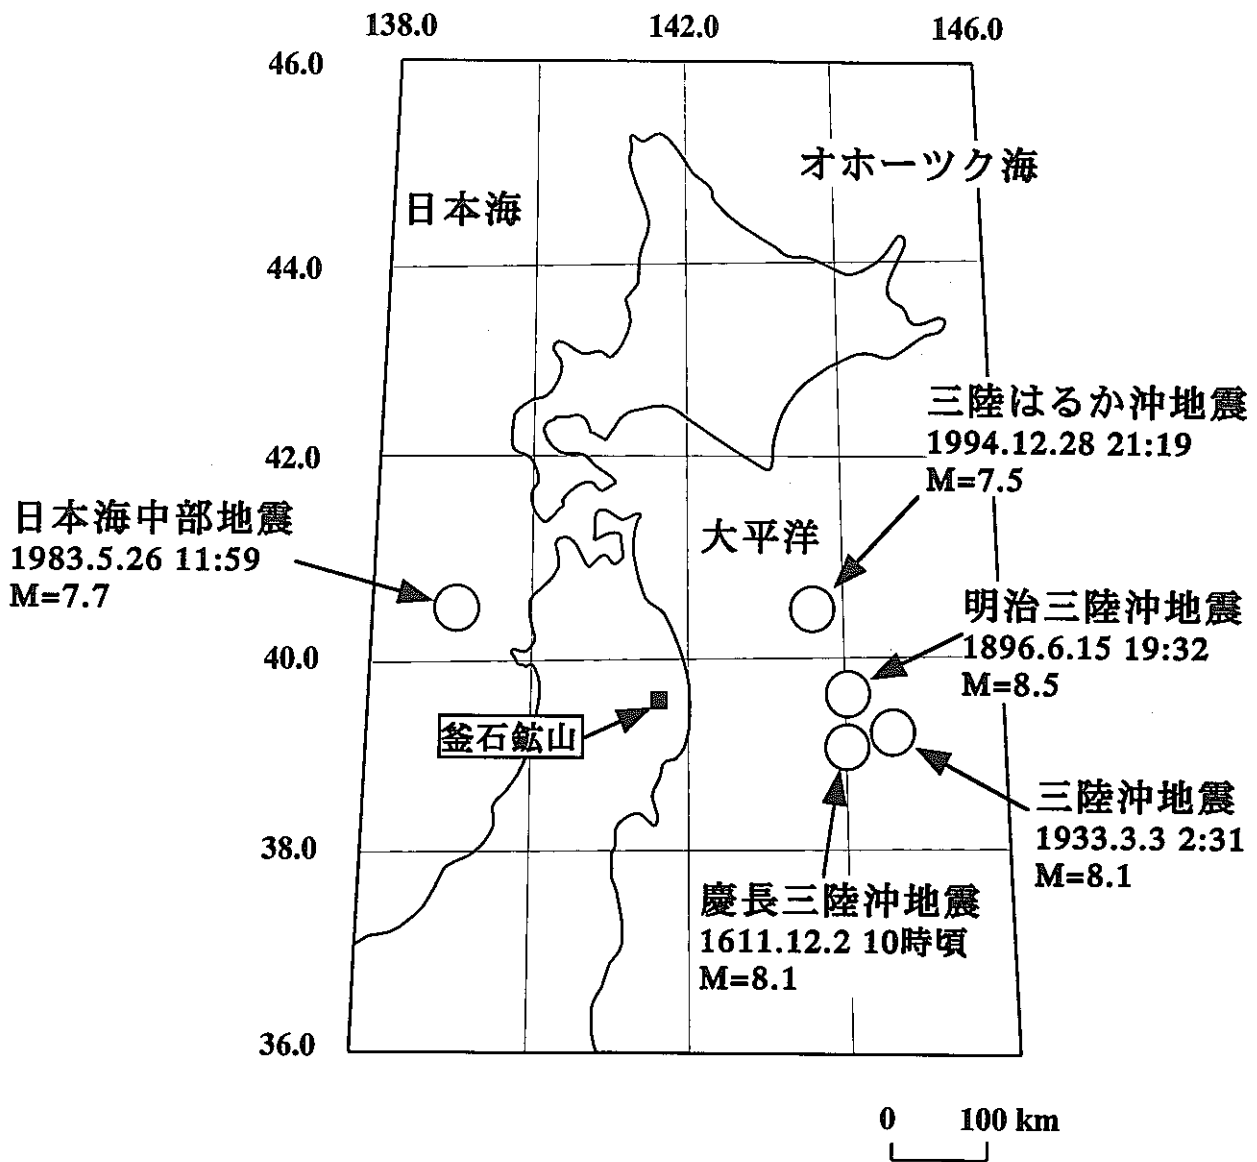 138.0
142.0
146.0
46.0
オホーツク海
日本海
44.0
三陸はるか沖地震
1994.12.28 21:19
M=7.5
42.0
日本海中部地震
1983.5.26 11:59
M=7.7
大平洋
明治三陸沖地震
1896.6.15 19:32
M=8.5
40.0
釜石鉱山
三陸沖地震
1933.3.3 2:31
M=8.1
38.0
慶長三陸沖地震
1611.12.2 10時頃
M=8.1
36.0
0 100 km